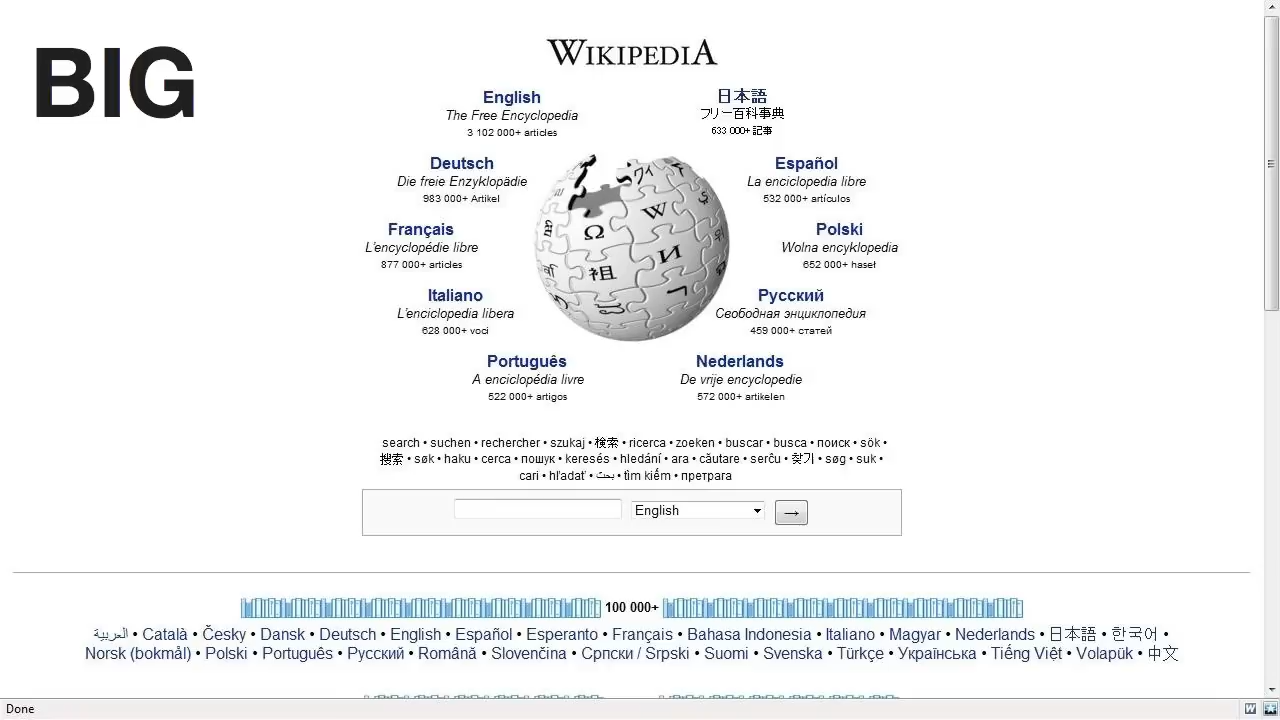 BIG
WIKIPEDIA
English
The Free Encyclopedia
3 102 000+ articles
日本語
フリー百科事典
633 000+ 記事
Deutsch
Die freie Enzyklopädie
983 000+ Artikel
Español
La enciclopedia libre
532 000+ artículos
Français
L'encyclopédie libre
877 000+ articles
Polski
Wolna encyklopedia
652 000+ haseł
Italiano
L'enciclopedia libera
628 000+ voci
Русский
Свободная энциклопедия
459 000+ статей
Português
A enciclopédia livre
522 000+ artigos
Nederlands
De vrije encyclopedie
572 000+ artikelen
Ω
W
И
祖
ワィ
search • suchen • rechercher • szukaj • 検索 • ricerca • zoeken • buscar • busca • поиск • sök •
搜索 • søk • haku • cerca • пошук • keresés • hledání • ara • căutare • serĉu • 찾기 • søg • suk •
cari • hľadať • بحث • tìm kiếm • претрага
English →
100 000+
العربية • Català • Česky • Dansk • Deutsch • English • Español • Esperanto • Français • Bahasa Indonesia • Italiano • Magyar • Nederlands • 日本語 • 한국어 •
Norsk (bokmål) • Polski • Português • Русский • Română • Slovenčina • Српски / Srpski • Suomi • Svenska • Türkçe • Українська • Tiếng Việt • Volapük • 中文
Done
W